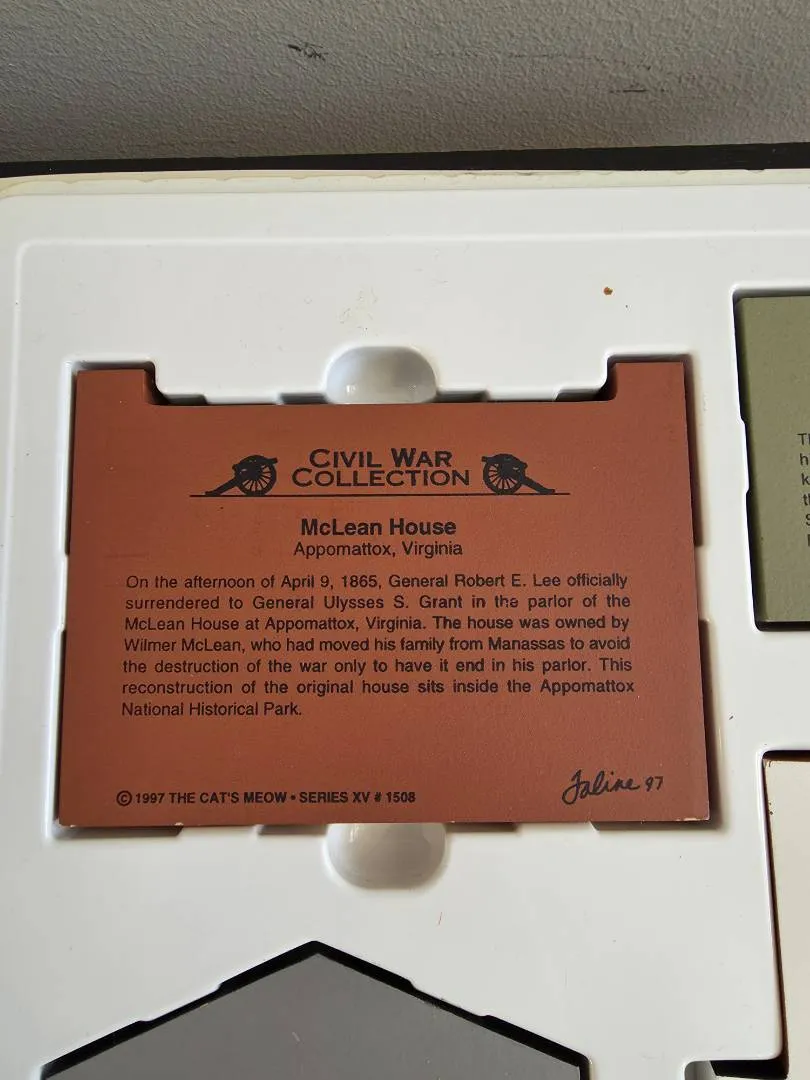 CIVIL WAR
COLLECTION
McLean House
Appomattox, Virginia
On the afternoon of April 9, 1865, General Robert E. Lee officially
surrendered to General Ulysses S. Grant in the parlor of the
McLean House at Appomattox, Virginia. The house was owned by
Wilmer McLean, who had moved his family from Manassas to avoid
the destruction of the war only to have it end in his parlor. This
reconstruction of the original house sits inside the Appomattox
National Historical Park.
© 1997 THE CAT'S MEOW • SERIES XV # 1508
Faline 97